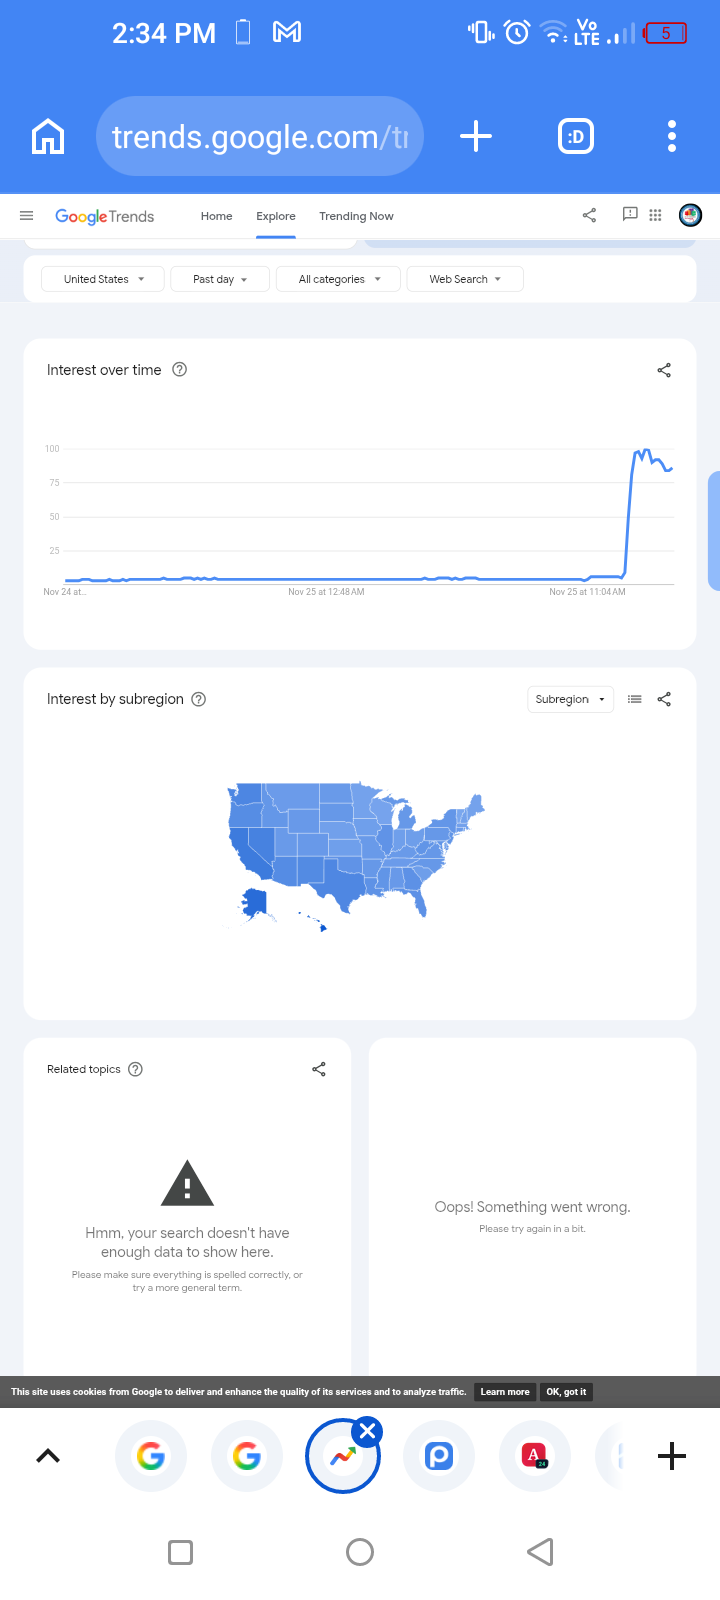 2:34 PM
Vo
LTE
5
trends.google.com/tr
:D
Google Trends
Home
Explore
Trending Now
United States
Past day
All categories
Web Search
Interest over time
100
75
50
25
Nov 24 at...
Nov 25 at 12:48 AM
Nov 25 at 11:04 AM
Interest by subregion
Subregion
Related topics
Hmm, your search doesn't have
enough data to show here.
Please make sure everything is spelled correctly, or
try a more general term.
Oops! Something went wrong.
Please try again in a bit.
This site uses cookies from Google to deliver and enhance the quality of its services and to analyze traffic.
Learn more
OK, got it
A
24